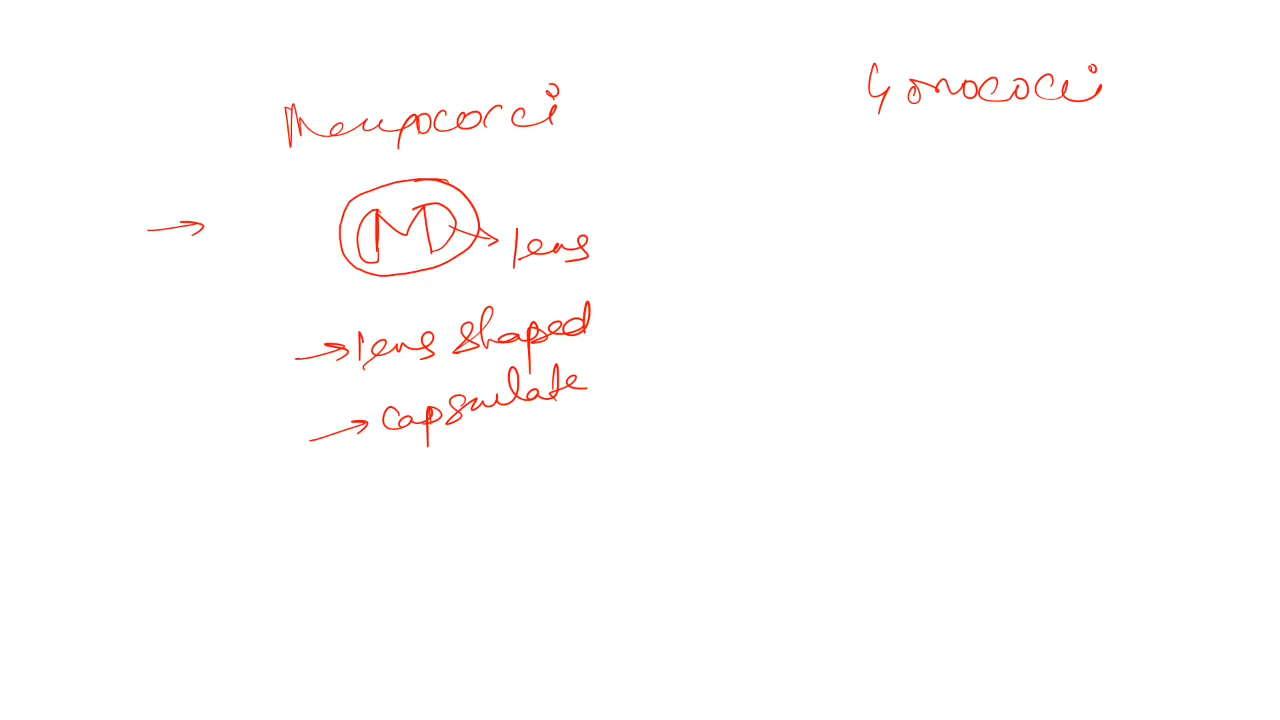 Meningococci
Gonococci
M
→ lens
→ lens shaped
→ capsulate